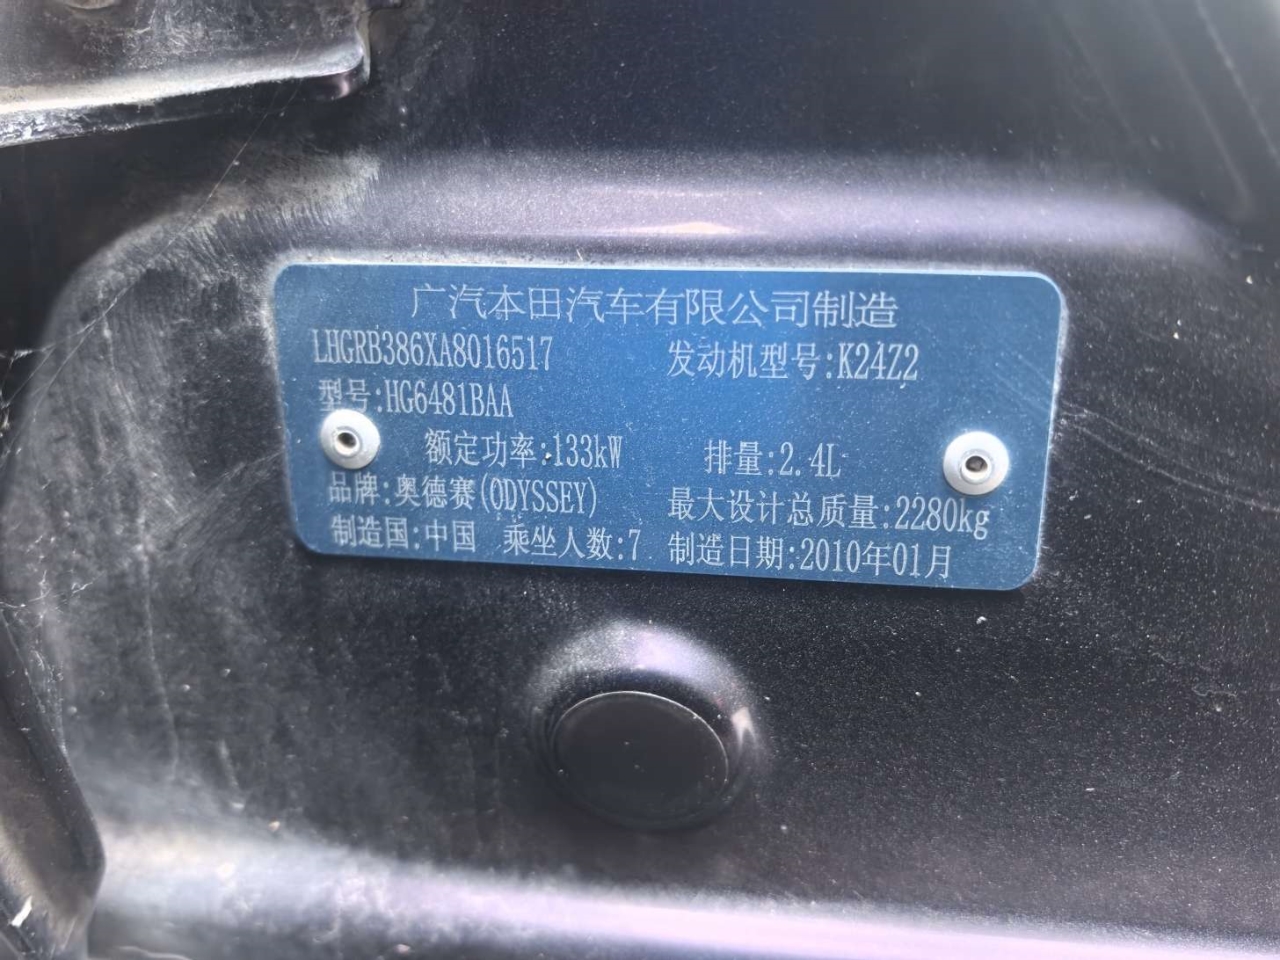 广汽本田汽车有限公司制造
LHGRB386XA8016517 发动机型号:K24Z2
型号:HG6481BAA
额定功率:133kW 排量:2.4L
品牌:奥德赛(ODYSSEY) 最大设计总质量:2280kg
制造国:中国 乘坐人数:7 制造日期:2010年01月